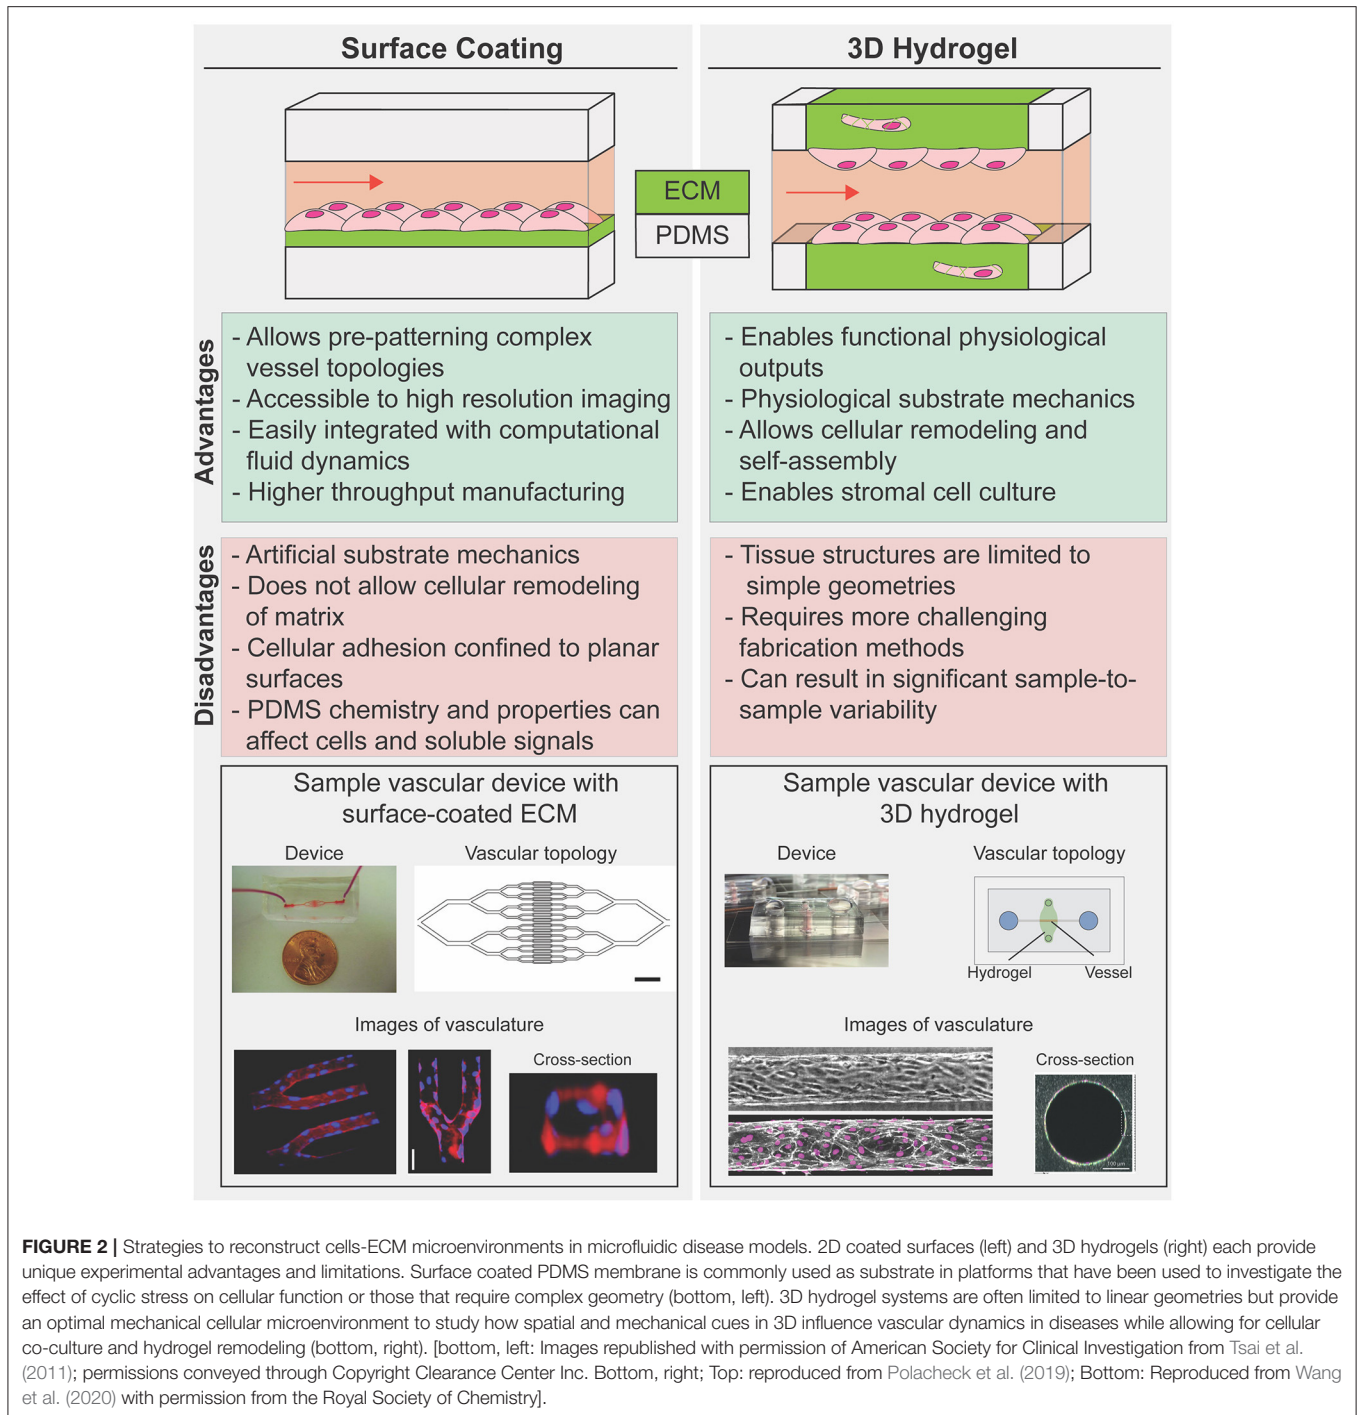 Surface Coating
3D Hydrogel
ECM
PDMS
Advantages
- Allows pre-patterning complex
vessel topologies
- Accessible to high resolution imaging
- Easily integrated with computational
fluid dynamics
- Higher throughput manufacturing
- Enables functional physiological
outputs
- Physiological substrate mechanics
- Allows cellular remodeling and
self-assembly
- Enables stromal cell culture
Disadvantages
- Artificial substrate mechanics
- Does not allow cellular remodeling
of matrix
- Cellular adhesion confined to planar
surfaces
- PDMS chemistry and properties can
affect cells and soluble signals
- Tissue structures are limited to
simple geometries
- Requires more challenging
fabrication methods
- Can result in significant sample-to-
sample variability
Sample vascular device with
surface-coated ECM
Device
Vascular topology
Images of vasculature
Cross-section
Sample vascular device with
3D hydrogel
Device
Vascular topology
Hydrogel
Vessel
Images of vasculature
Cross-section
100 µm
FIGURE 2 | Strategies to reconstruct cells-ECM microenvironments in microfluidic disease models. 2D coated surfaces (left) and 3D hydrogels (right) each provide
unique experimental advantages and limitations. Surface coated PDMS membrane is commonly used as substrate in platforms that have been used to investigate the
effect of cyclic stress on cellular function or those that require complex geometry (bottom, left). 3D hydrogel systems are often limited to linear geometries but provide
an optimal mechanical cellular microenvironment to study how spatial and mechanical cues in 3D influence vascular dynamics in diseases while allowing for cellular
co-culture and hydrogel remodeling (bottom, right). [bottom, left: Images republished with permission of American Society for Clinical Investigation from Tsai et al.
(2011); permissions conveyed through Copyright Clearance Center Inc. Bottom, right; Top: reproduced from Polacheck et al. (2019); Bottom: Reproduced from Wang
et al. (2020) with permission from the Royal Society of Chemistry].